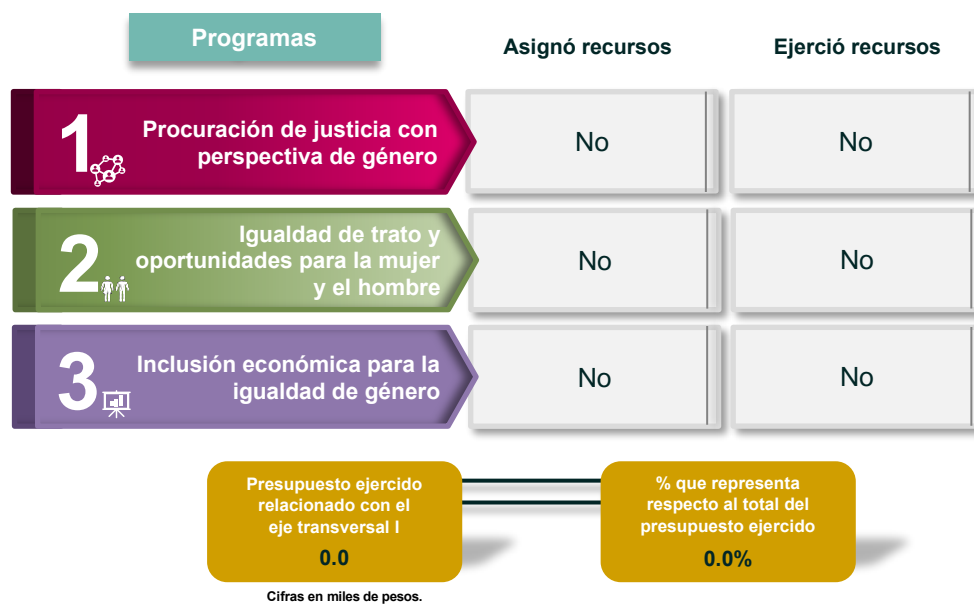 Programas
Asignó recursos
Ejerció recursos
1
Procuración de justicia con
perspectiva de género
No
No
2
Igualdad de trato y
oportunidades para la mujer
y el hombre
No
No
3
Inclusión económica para la
igualdad de género
No
No
Presupuesto ejercido
relacionado con el
eje transversal I
0.0
% que representa
respecto al total del
presupuesto ejercido
0.0%
Cifras en miles de pesos.